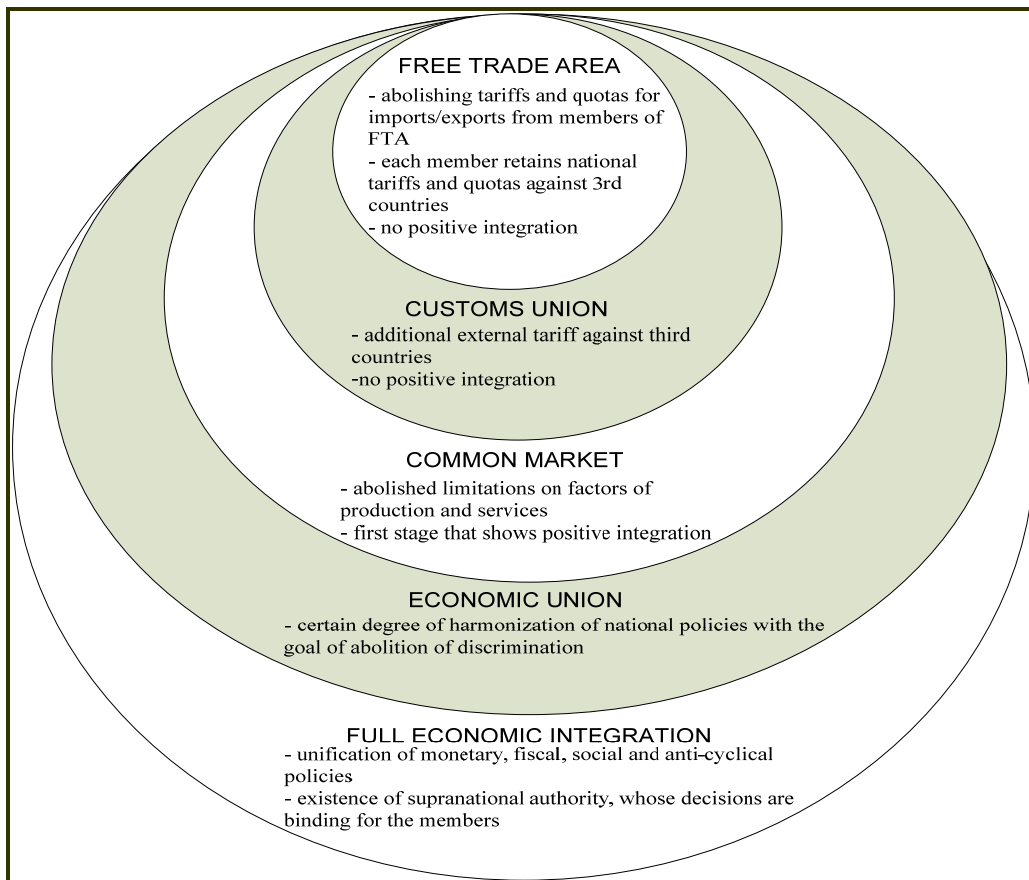 FREE TRADE AREA
- abolishing tariffs and quotas for
imports/exports from members of
FTA
- each member retains national
tariffs and quotas against 3rd
countries
- no positive integration
CUSTOMS UNION
- additional external tariff against third
countries
-no positive integration
COMMON MARKET
- abolished limitations on factors of
production and services
- first stage that shows positive integration
ECONOMIC UNION
- certain degree of harmonization of national policies with the
goal of abolition of discrimination
FULL ECONOMIC INTEGRATION
- unification of monetary, fiscal, social and anti-cyclical
policies
- existence of supranational authority, whose decisions are
binding for the members